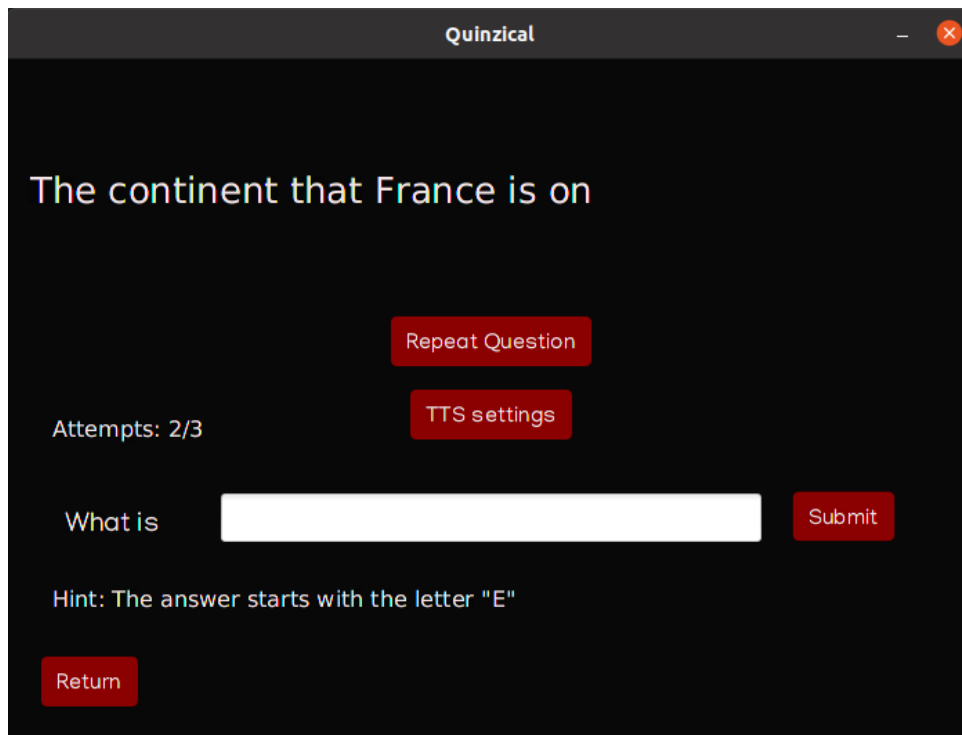 Quinzical
The continent that France is on
Repeat Question
TTS settings
Attempts: 2/3
What is
Submit
Hint: The answer starts with the letter "E"
Return